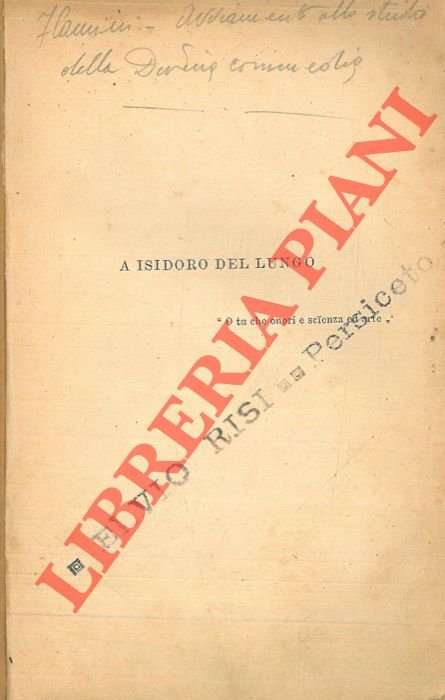 Flamini - Avviamento allo studio
della Divina commedia
A ISIDORO DEL LUNGO
“ O tu che onori e scïenza ed arte „.
ELVIO RISI -- Persiceto
LIBRERIA PIANI